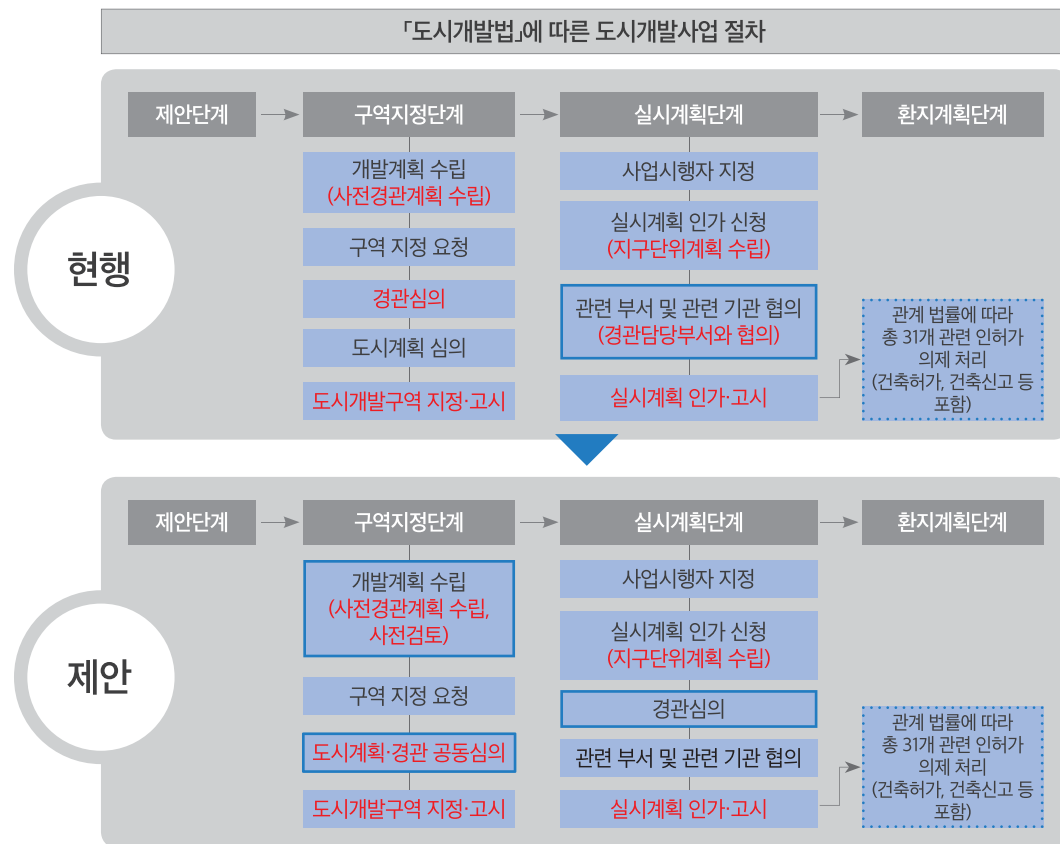 「도시개발법」에 따른 도시개발사업 절차
현행
제안단계
구역지정단계
실시계획단계
환지계획단계
개발계획 수립
(사전경관계획 수립)
구역 지정 요청
경관심의
도시계획 심의
도시개발구역 지정·고시
사업시행자 지정
실시계획 인가 신청
(지구단위계획 수립)
관련 부서 및 관련 기관 협의
(경관담당부서와 협의)
실시계획 인가·고시
관계 법률에 따라
총 31개 관련 인허가
의제 처리
(건축허가, 건축신고 등
포함)
제안
제안단계
구역지정단계
실시계획단계
환지계획단계
개발계획 수립
(사전경관계획 수립,
사전검토)
구역 지정 요청
도시계획·경관 공동심의
도시개발구역 지정·고시
사업시행자 지정
실시계획 인가 신청
(지구단위계획 수립)
경관심의
관련 부서 및 관련 기관 협의
실시계획 인가·고시
관계 법률에 따라
총 31개 관련 인허가
의제 처리
(건축허가, 건축신고 등
포함)